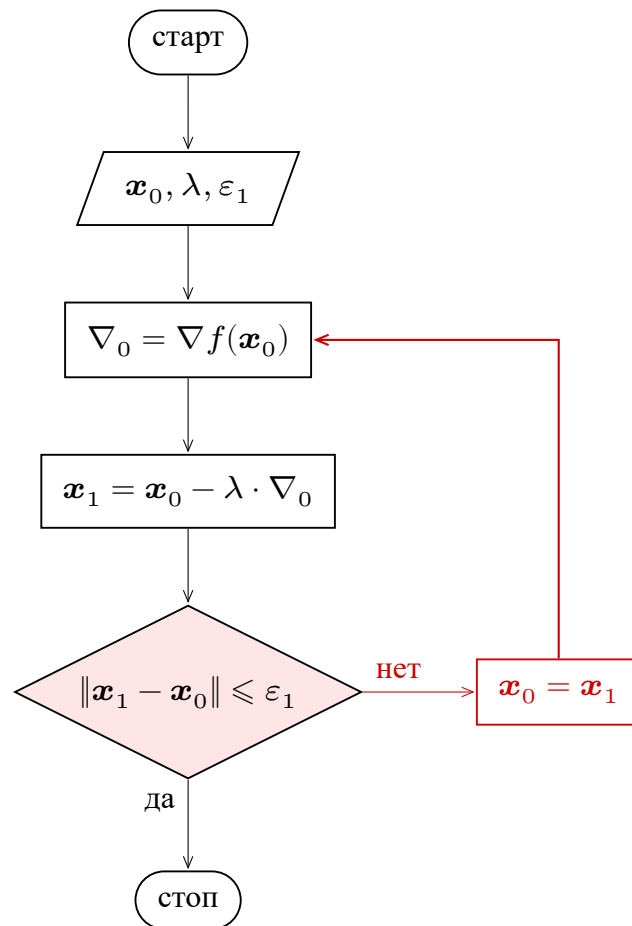 старт
x₀, λ, ε₁
∇₀ = ∇f(x₀)
x₁ = x₀ − λ · ∇₀
‖x₁ − x₀‖ ⩽ ε₁
нет
x₀ = x₁
да
стоп